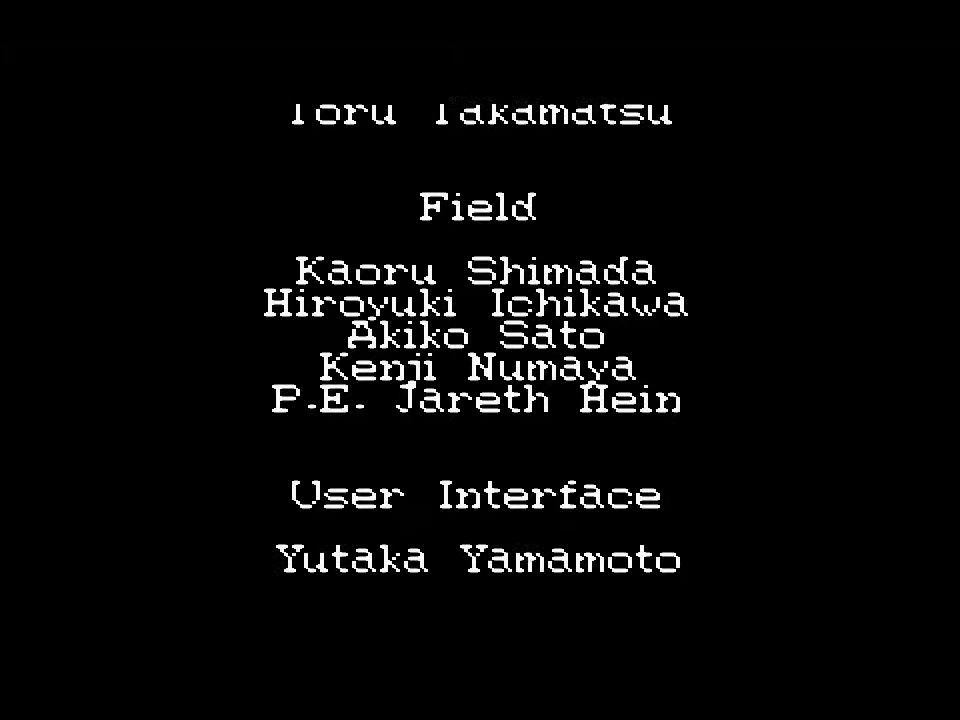 Toru Takamatsu
Field
Kaoru Shimada
Hiroyuki Ichikawa
Akiko Sato
Kenji Numaya
P.E. Jareth Hein
User Interface
Yutaka Yamamoto